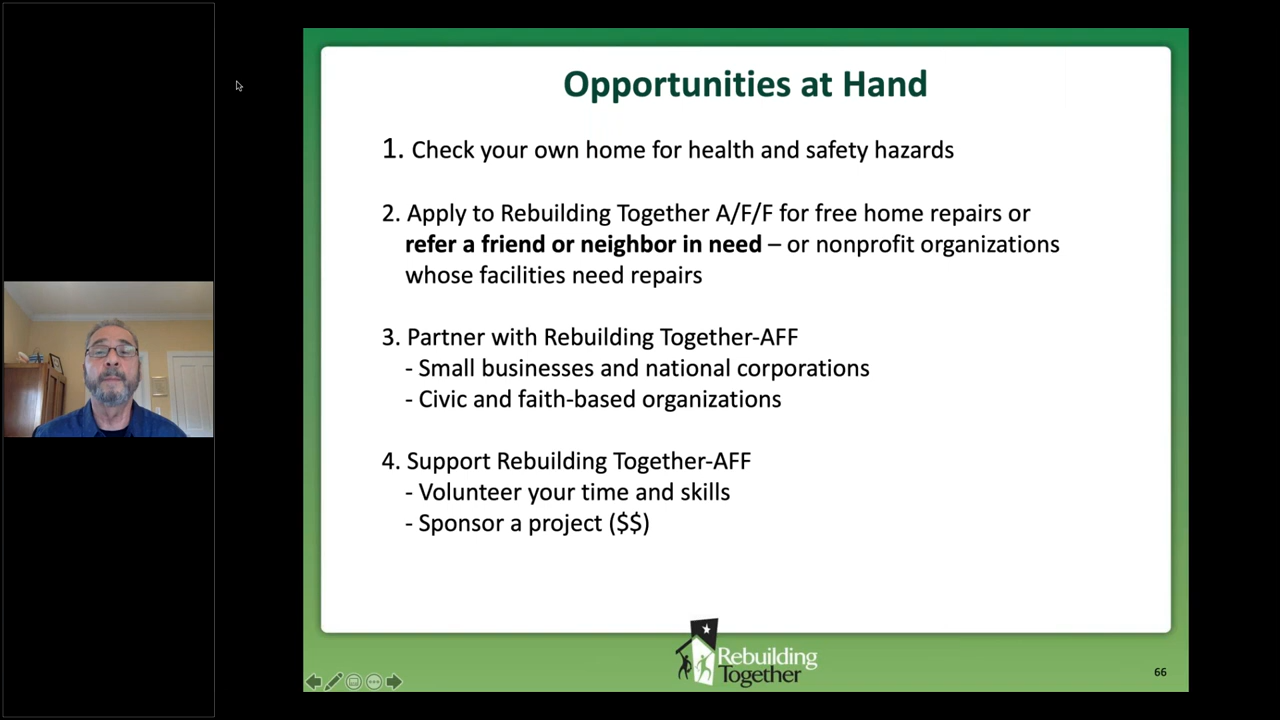 Opportunities at Hand
1. Check your own home for health and safety hazards
2. Apply to Rebuilding Together A/F/F for free home repairs or
refer a friend or neighbor in need – or nonprofit organizations
whose facilities need repairs
3. Partner with Rebuilding Together-AFF
- Small businesses and national corporations
- Civic and faith-based organizations
4. Support Rebuilding Together-AFF
- Volunteer your time and skills
- Sponsor a project ($$)
Rebuilding
Together
66